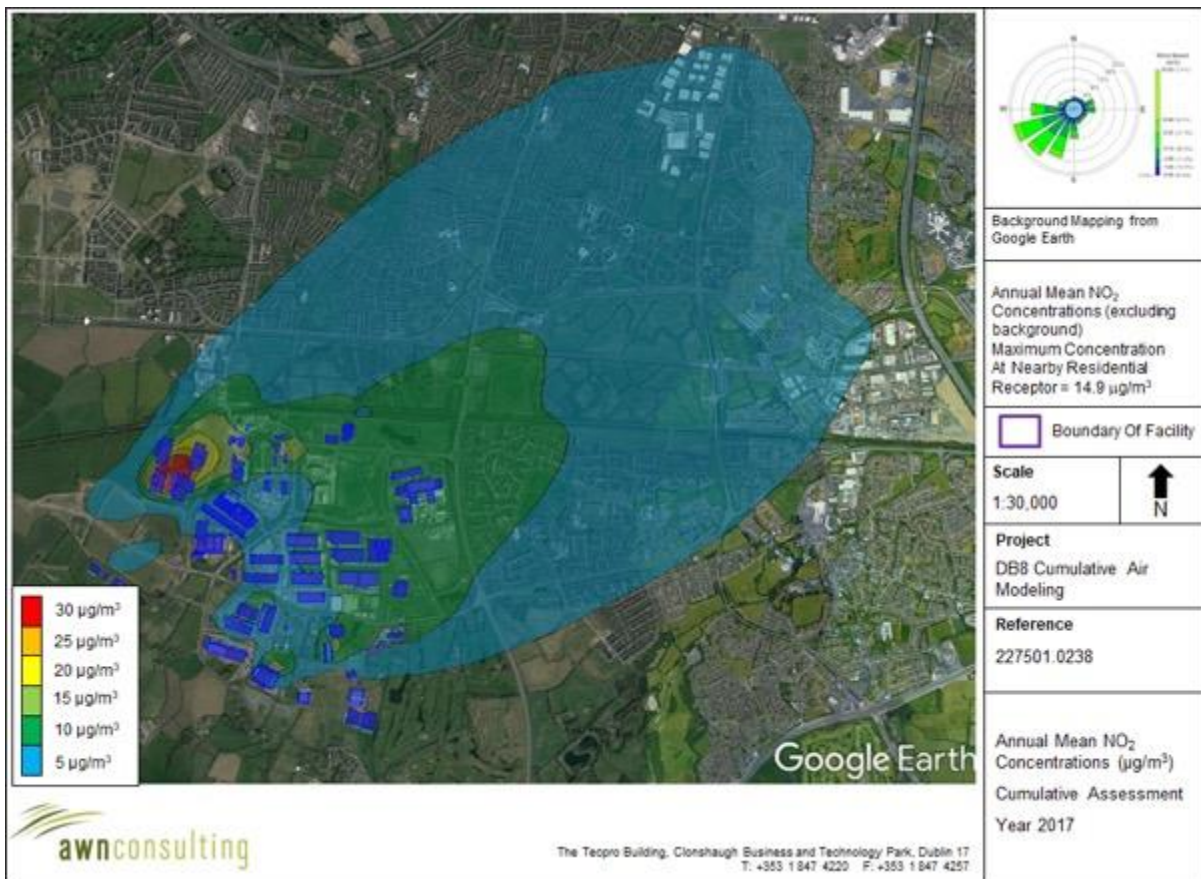 N
W
E
S
Background Mapping from
Google Earth
Annual Mean NO₂
Concentrations (excluding
background)
Maximum Concentration
At Nearby Residential
Receptor = 14.9 µg/m³
Boundary Of Facility
Scale
1:30,000
N
Project
DB8 Cumulative Air
Modeling
Reference
227501.0238
Annual Mean NO₂
Concentrations (µg/m³)
Cumulative Assessment
Year 2017
30 µg/m³
25 µg/m³
20 µg/m³
15 µg/m³
10 µg/m³
5 µg/m³
Google Earth
awnconsulting
The Tecpro Building, Clonshaugh Business and Technology Park, Dublin 17
T: +353 1 847 4220 F: +353 1 847 4257